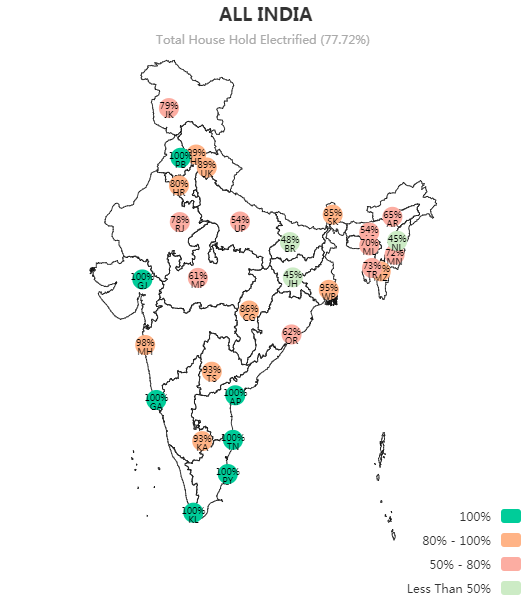 ALL INDIA
Total House Hold Electrified (77.72%)
79%
JK
100%
PB
99%
89%
UK
80%
HR
78%
RJ
54%
UP
85%
SK
65%
AR
54%
48%
BR
70%
ML
45%
NL
72%
MN
73%
TR
MZ
100%
GJ
61%
MP
45%
JH
95%
WB
86%
CG
62%
OR
98%
MH
93%
TS
100%
GA
100%
AP
93%
KA
100%
TN
100%
PY
100%
KL
100%
80% - 100%
50% - 80%
Less Than 50%